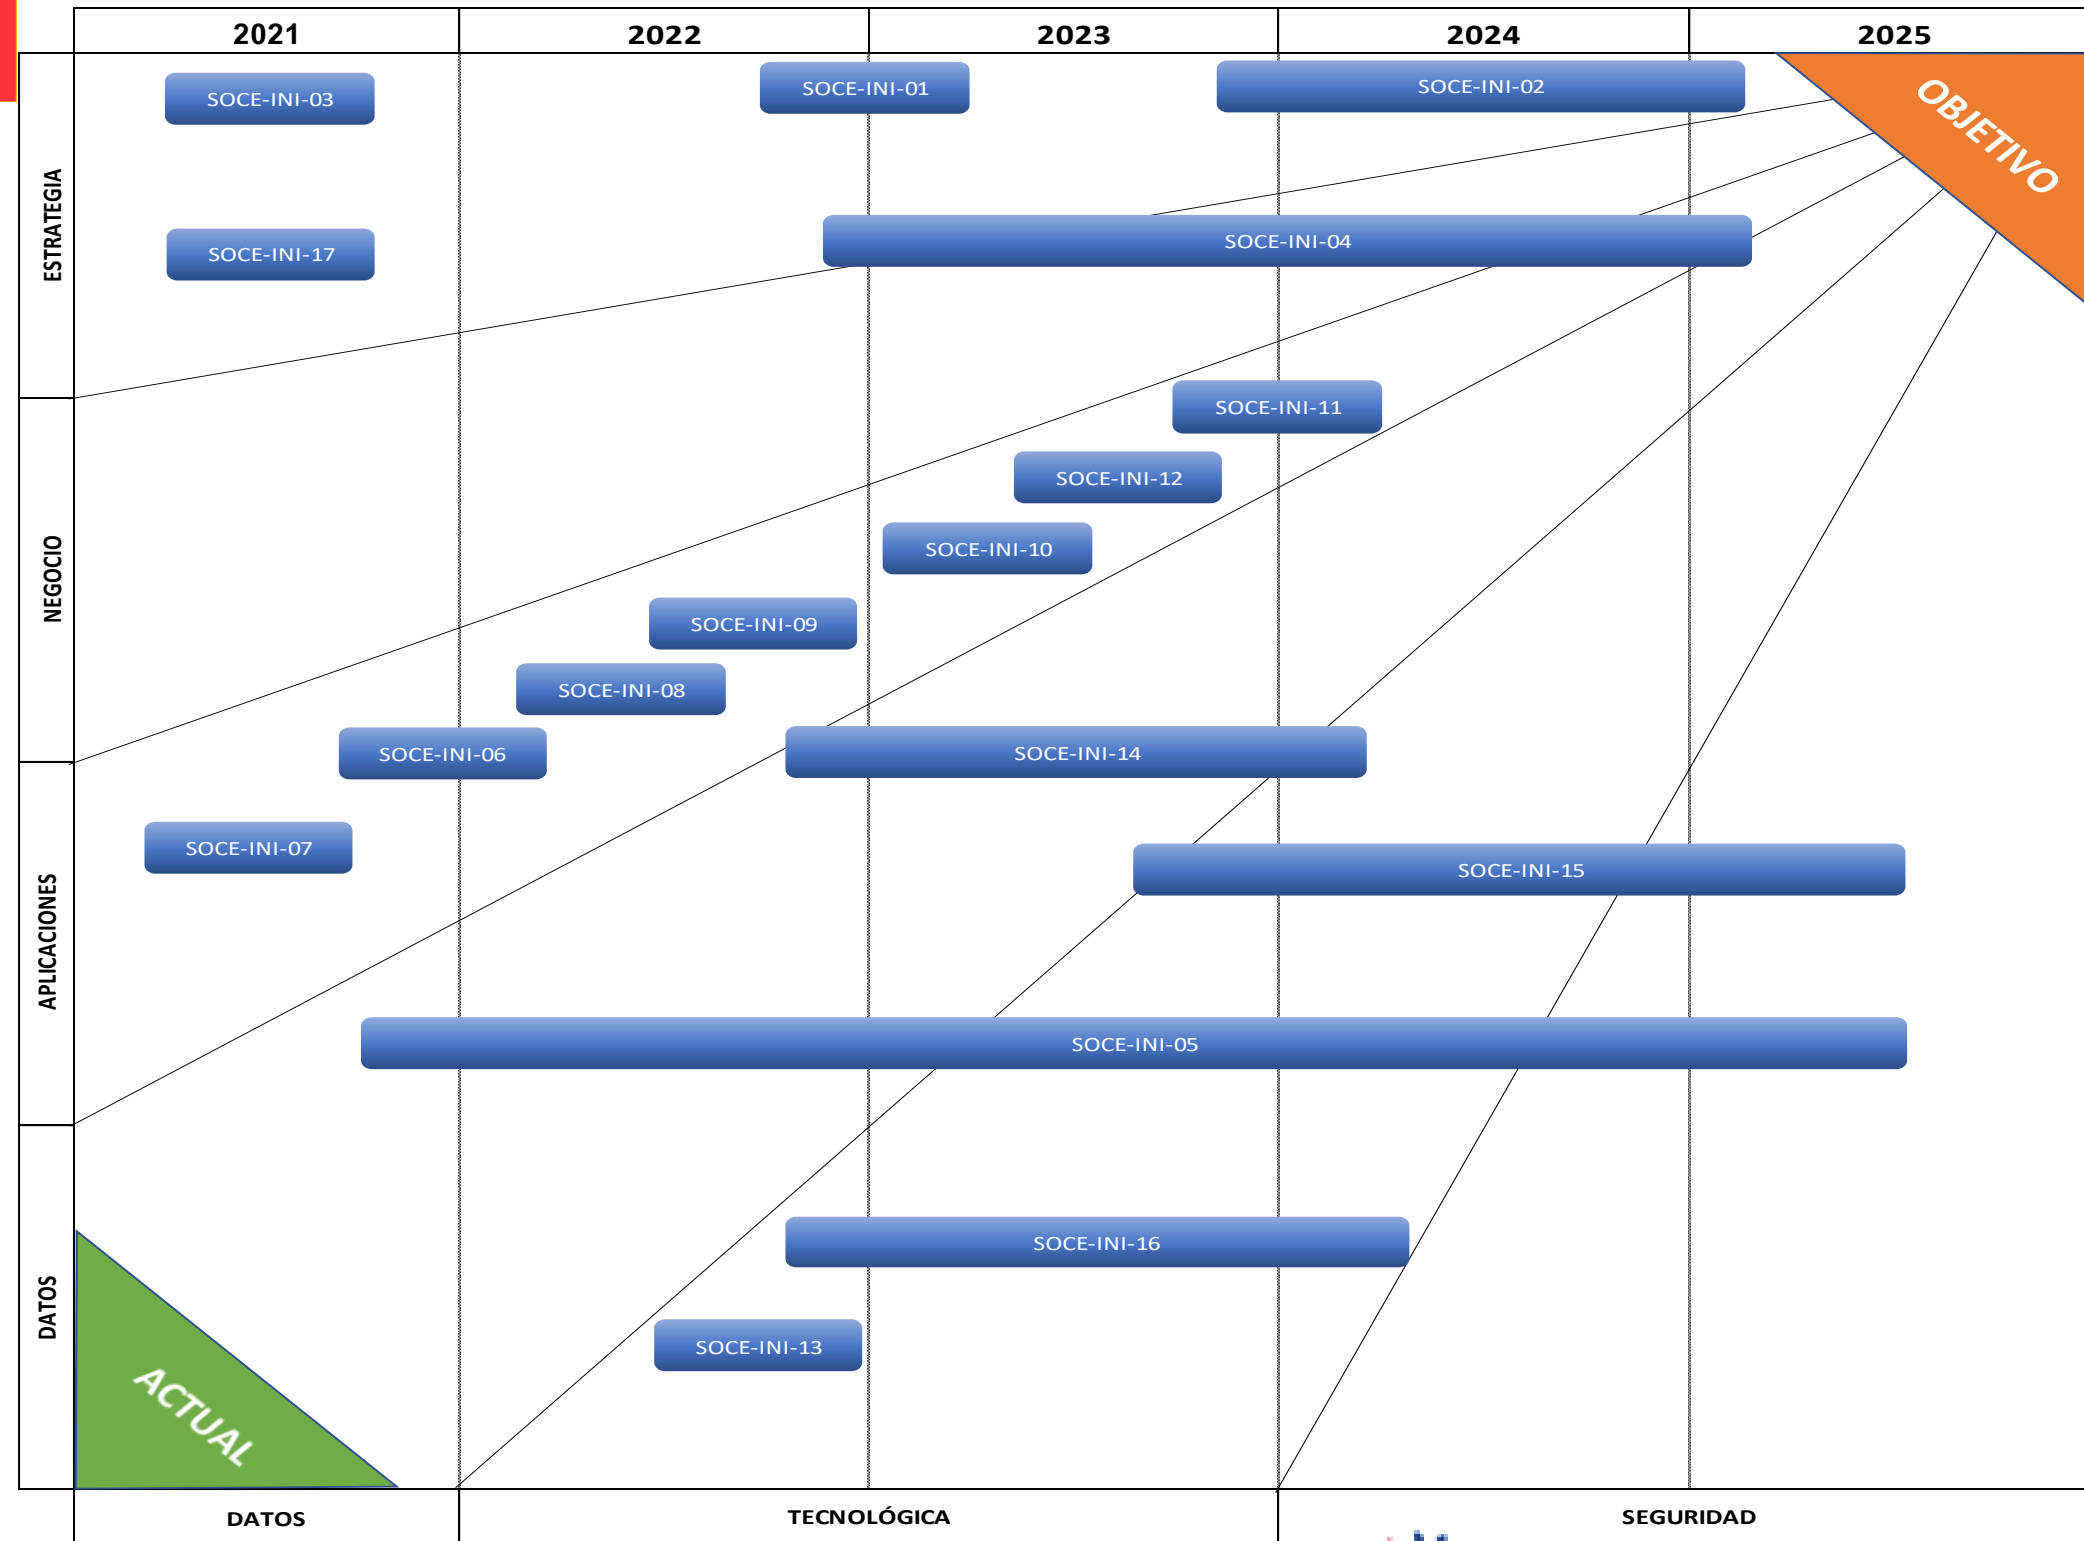 2021 2022 2023 2024 2025
SOCE-INI-03 SOCE-INI-01 SOCE-INI-02
OBJETIVO
ESTRATEGIA
SOCE-INI-17 SOCE-INI-04
SOCE-INI-11
SOCE-INI-12
SOCE-INI-10
NEGOCIO
SOCE-INI-09
SOCE-INI-08
SOCE-INI-06 SOCE-INI-14
SOCE-INI-07 SOCE-INI-15
APLICACIONES
SOCE-INI-05
SOCE-INI-16
DATOS
SOCE-INI-13
ACTUAL
DATOS TECNOLÓGICA SEGURIDAD